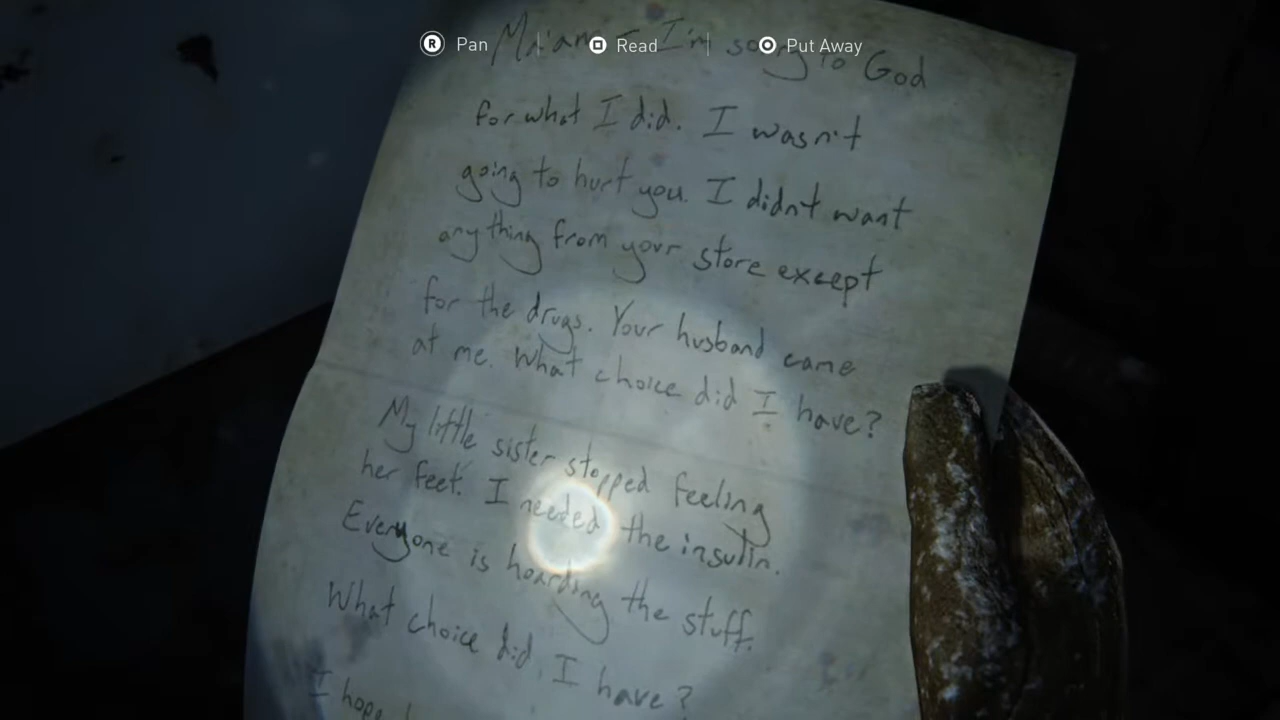 R Pan Read Put Away
Ma'am - I'm sorry to God
for what I did. I wasn't
going to hurt you. I didn't want
anything from your store except
for the drugs. Your husband came
at me. What choice did I have?
My little sister stopped feeling
her feet. I needed the insulin.
Everyone is hoarding the stuff.
What choice did I have?
I hope